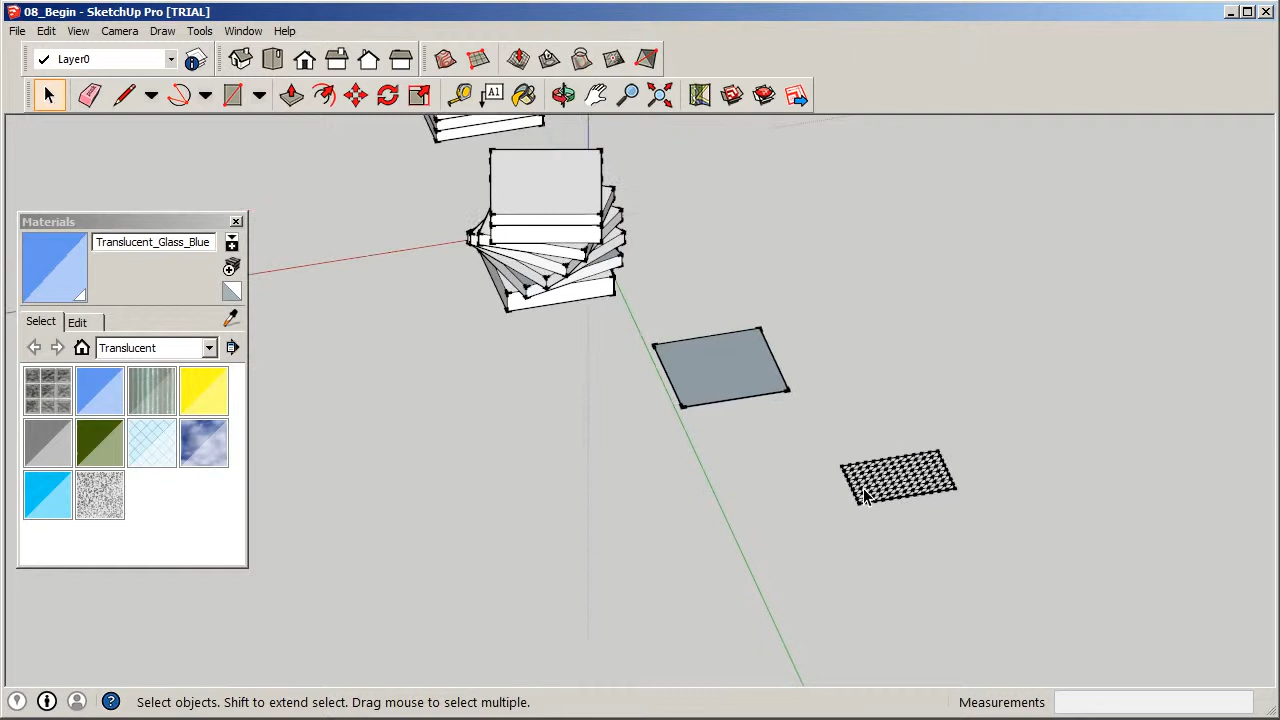 08_Begin - SketchUp Pro [TRIAL]
File Edit View Camera Draw Tools Window Help
Layer0
A1
Materials
Translucent_Glass_Blue
Select Edit
Translucent
Select objects. Shift to extend select. Drag mouse to select multiple.
Measurements